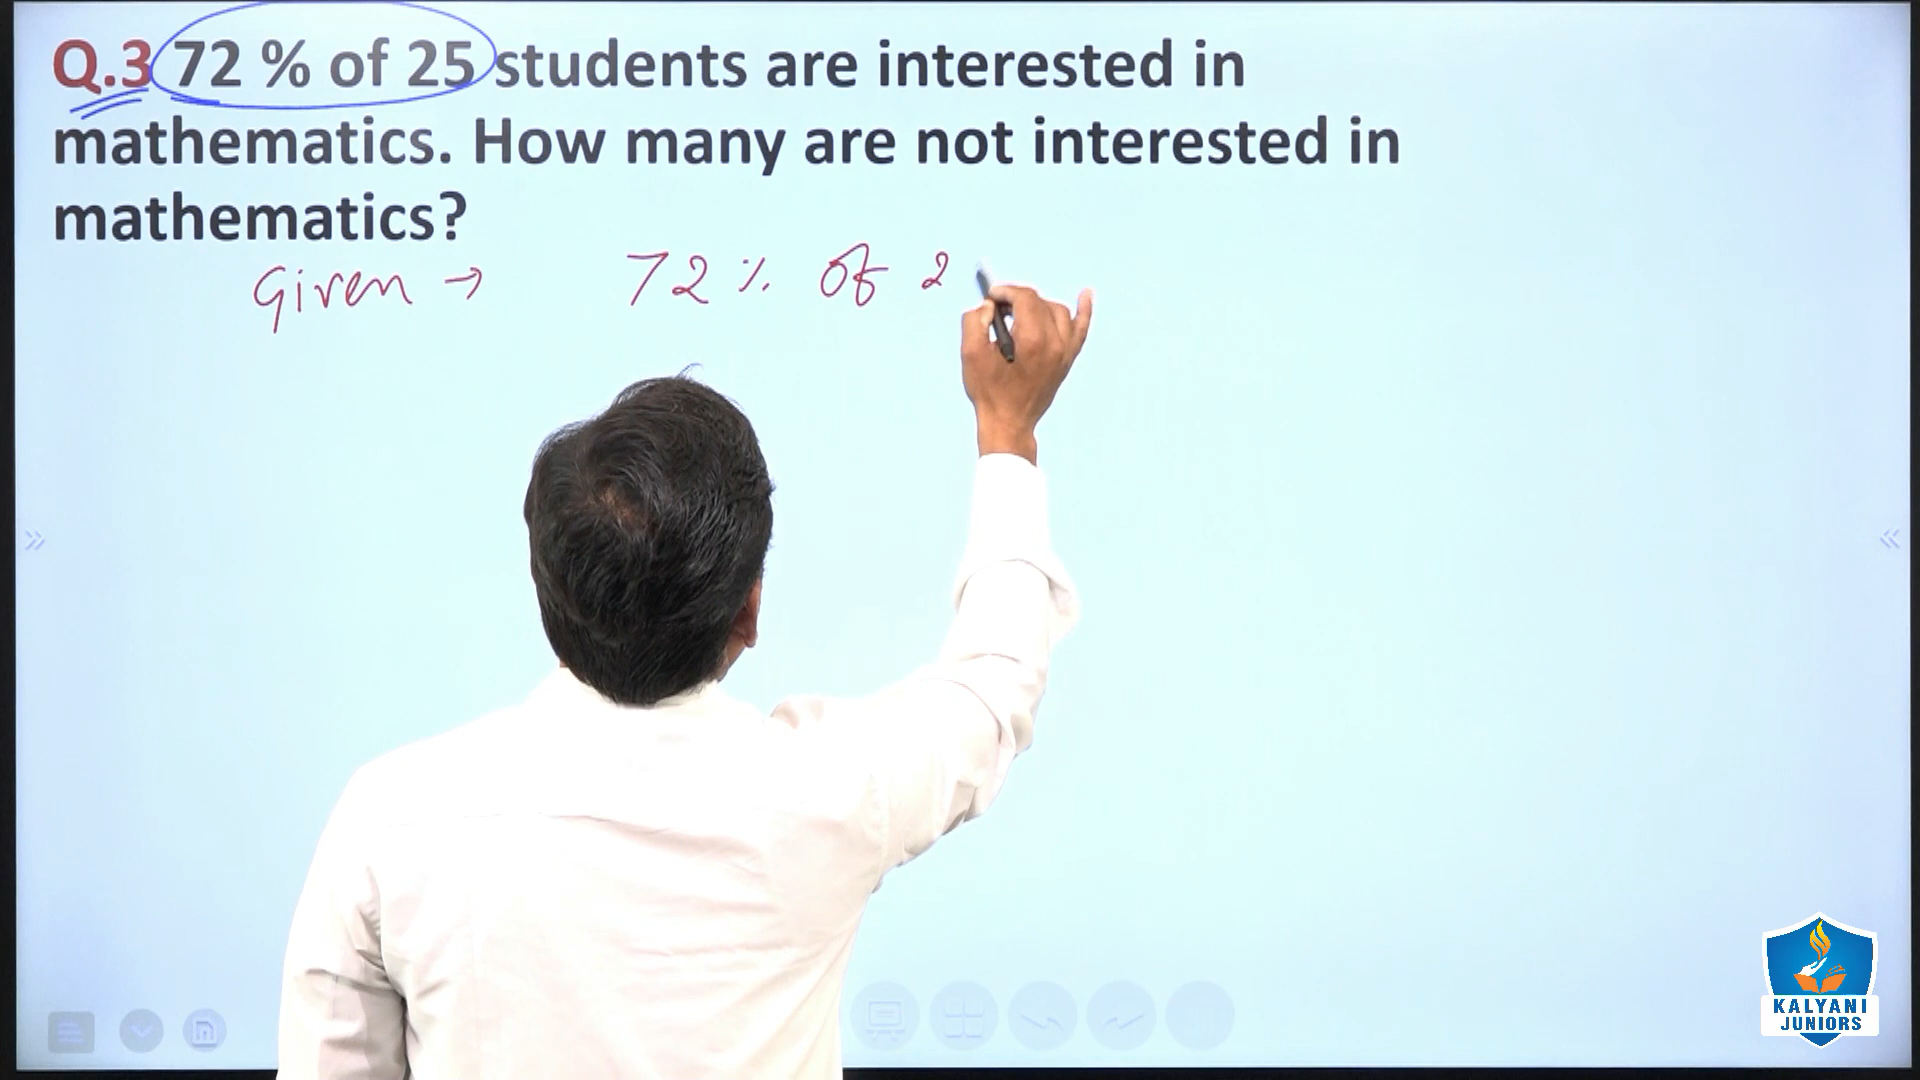 Q.3 72 % of 25 students are interested in
mathematics. How many are not interested in
mathematics?
Given → 72 % of 2
KALYANI
JUNIORS